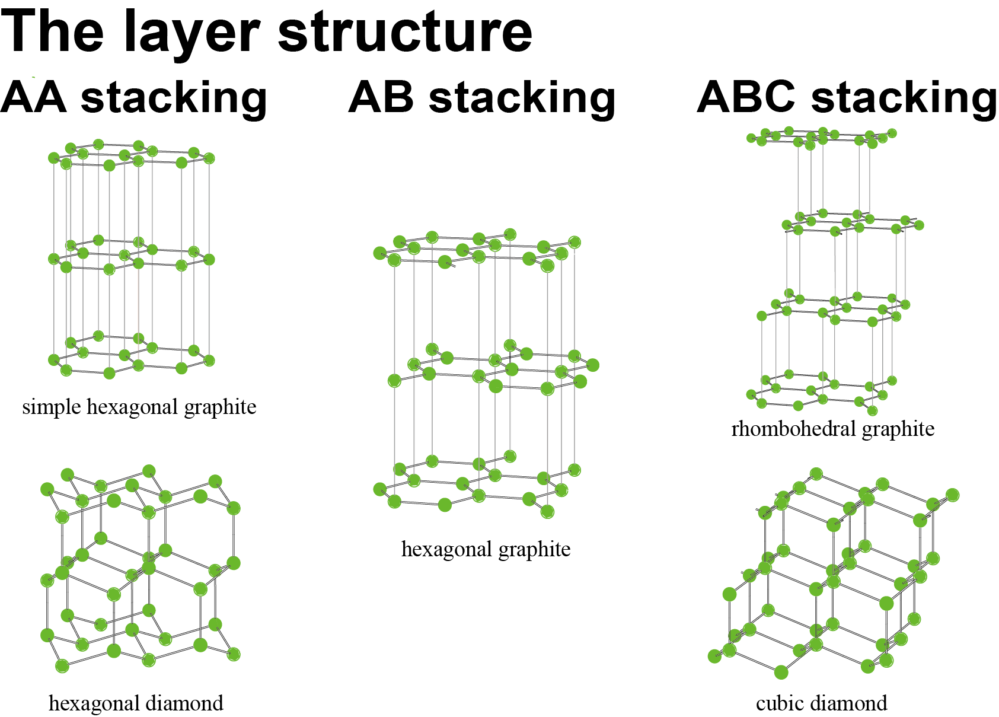 The layer structure
AA stacking
AB stacking
ABC stacking
simple hexagonal graphite
rhombohedral graphite
hexagonal graphite
hexagonal diamond
cubic diamond